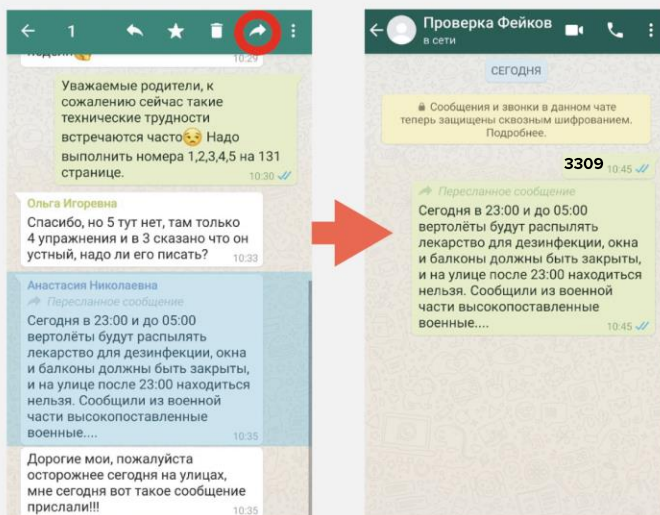 1
10:29
Уважаемые родители, к
сожалению сейчас такие
технические трудности
встречаются часто😒 Надо
выполнить номера 1,2,3,4,5 на 131
странице.
10:30
Ольга Игоревна
Спасибо, но 5 тут нет, там только
4 упражнения и в 3 сказано что он
устный, надо ли его писать?
10:33
Анастасия Николаевна
Пересланное сообщение
Сегодня в 23:00 и до 05:00
вертолёты будут распылять
лекарство для дезинфекции, окна
и балконы должны быть закрыты,
и на улице после 23:00 находиться
нельзя. Сообщили из военной
части высокопоставленные
военные....
10:35
Дорогие мои, пожалуйста
осторожнее сегодня на улицах,
мне сегодня вот такое сообщение
прислали!!!
10:35
Проверка Фейков
в сети
СЕГОДНЯ
Сообщения и звонки в данном чате
теперь защищены сквозным шифрованием.
Подробнее.
3309 10:45
Пересланное сообщение
Сегодня в 23:00 и до 05:00
вертолёты будут распылять
лекарство для дезинфекции, окна
и балконы должны быть закрыты,
и на улице после 23:00 находиться
нельзя. Сообщили из военной
части высокопоставленные
военные....
10:45